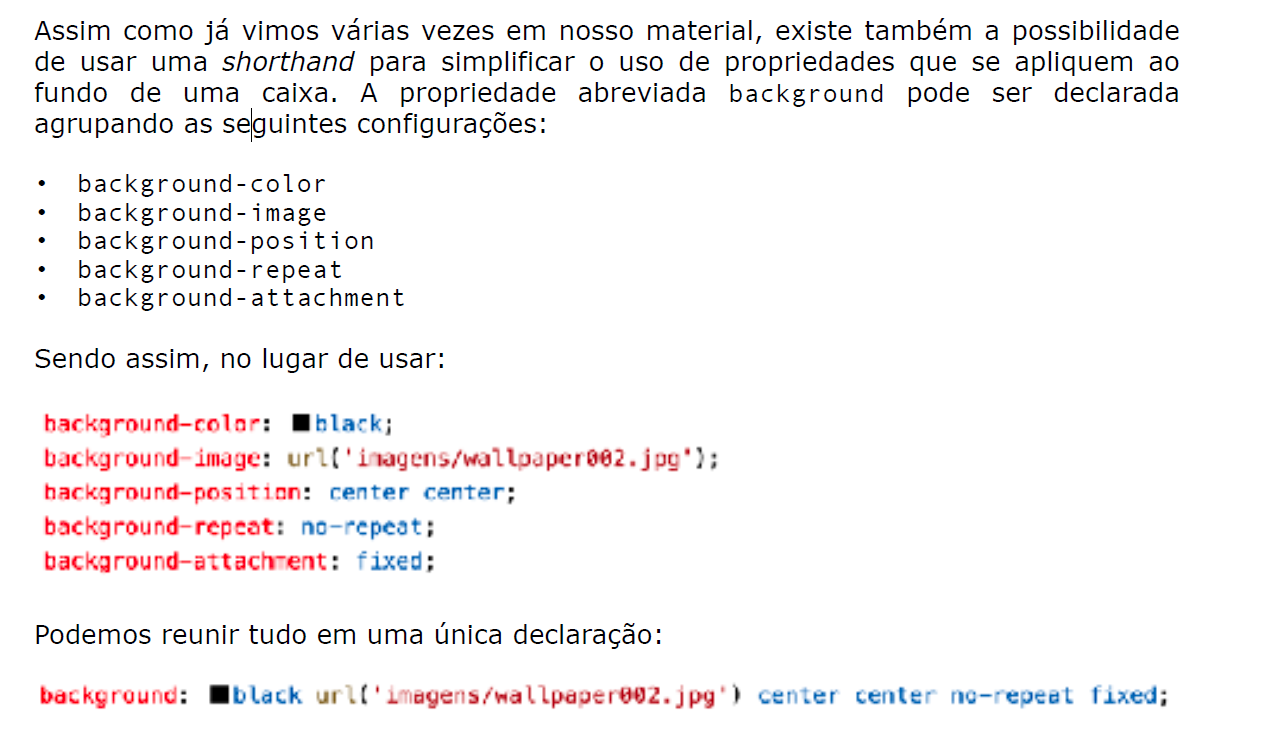 Assim como já vimos várias vezes em nosso material, existe também a possibilidade
de usar uma shorthand para simplificar o uso de propriedades que se apliquem ao
fundo de uma caixa. A propriedade abreviada background pode ser declarada
agrupando as seguintes configurações:
• background-color
• background-image
• background-position
• background-repeat
• background-attachment
Sendo assim, no lugar de usar:
background-color: black;
background-image: url('imagens/wallpaper002.jpg');
background-position: center center;
background-repeat: no-repeat;
background-attachment: fixed;
Podemos reunir tudo em uma única declaração:
background: black url('imagens/wallpaper002.jpg') center center no-repeat fixed;